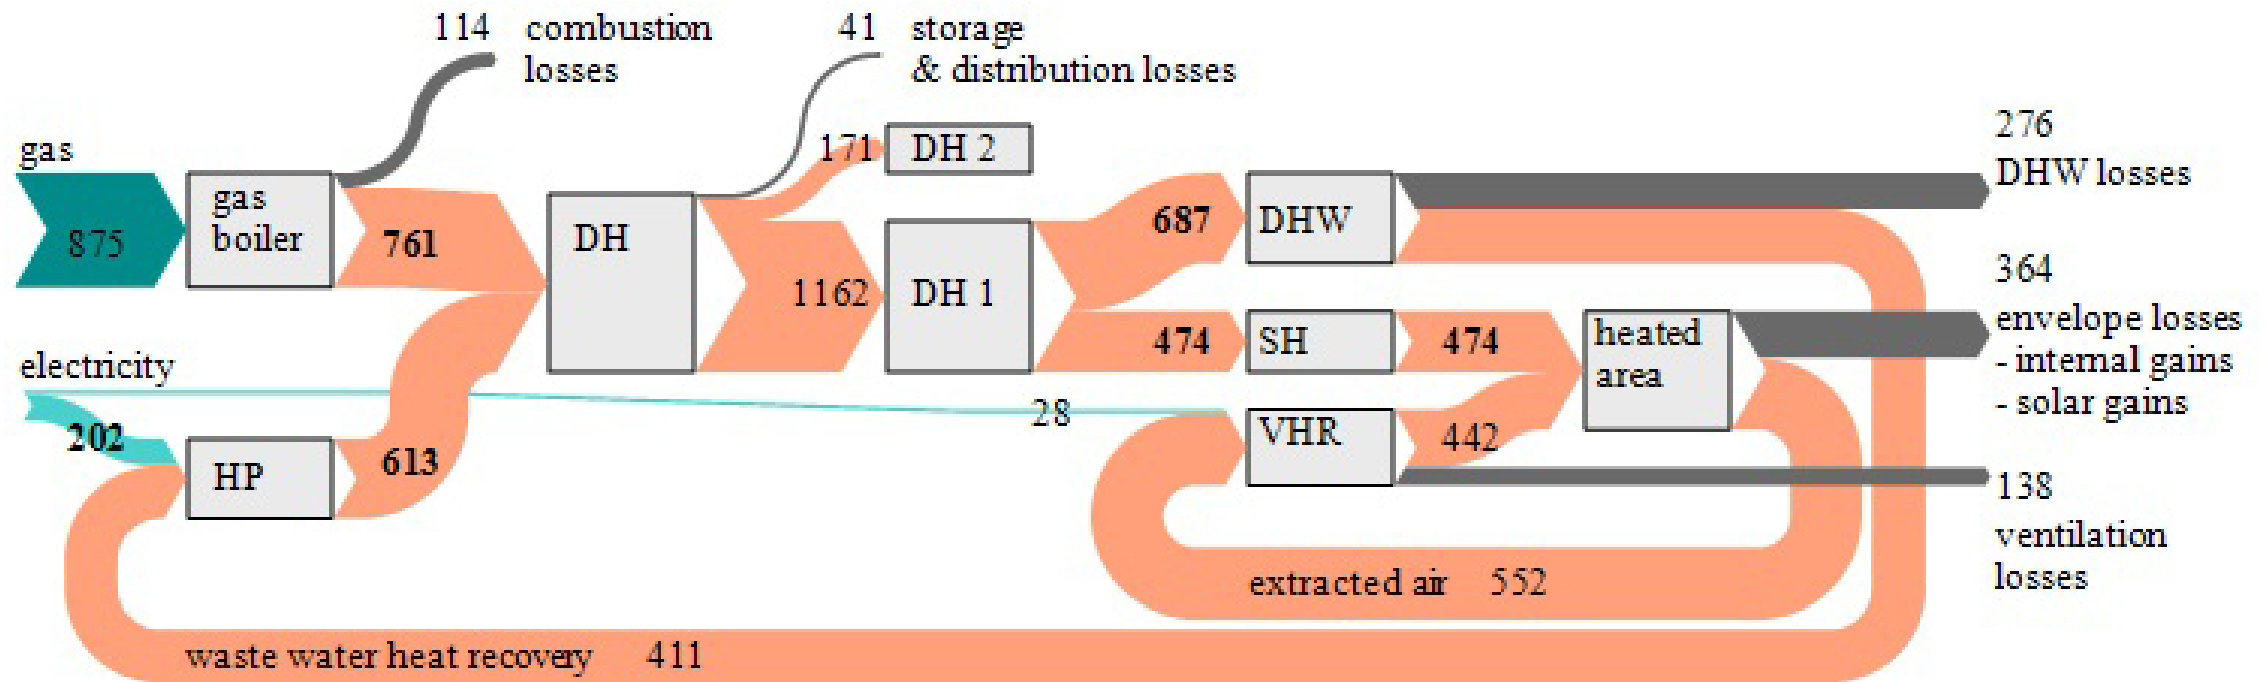 114 combustion
losses
41 storage
& distribution losses
gas
875
gas
boiler
761
DH
171
DH 2
1162
DH 1
687
DHW
276
DHW losses
474
SH
474
heated
area
364
envelope losses
- internal gains
- solar gains
electricity
202
HP
613
28
VHR
442
138
ventilation
losses
extracted air 552
waste water heat recovery 411